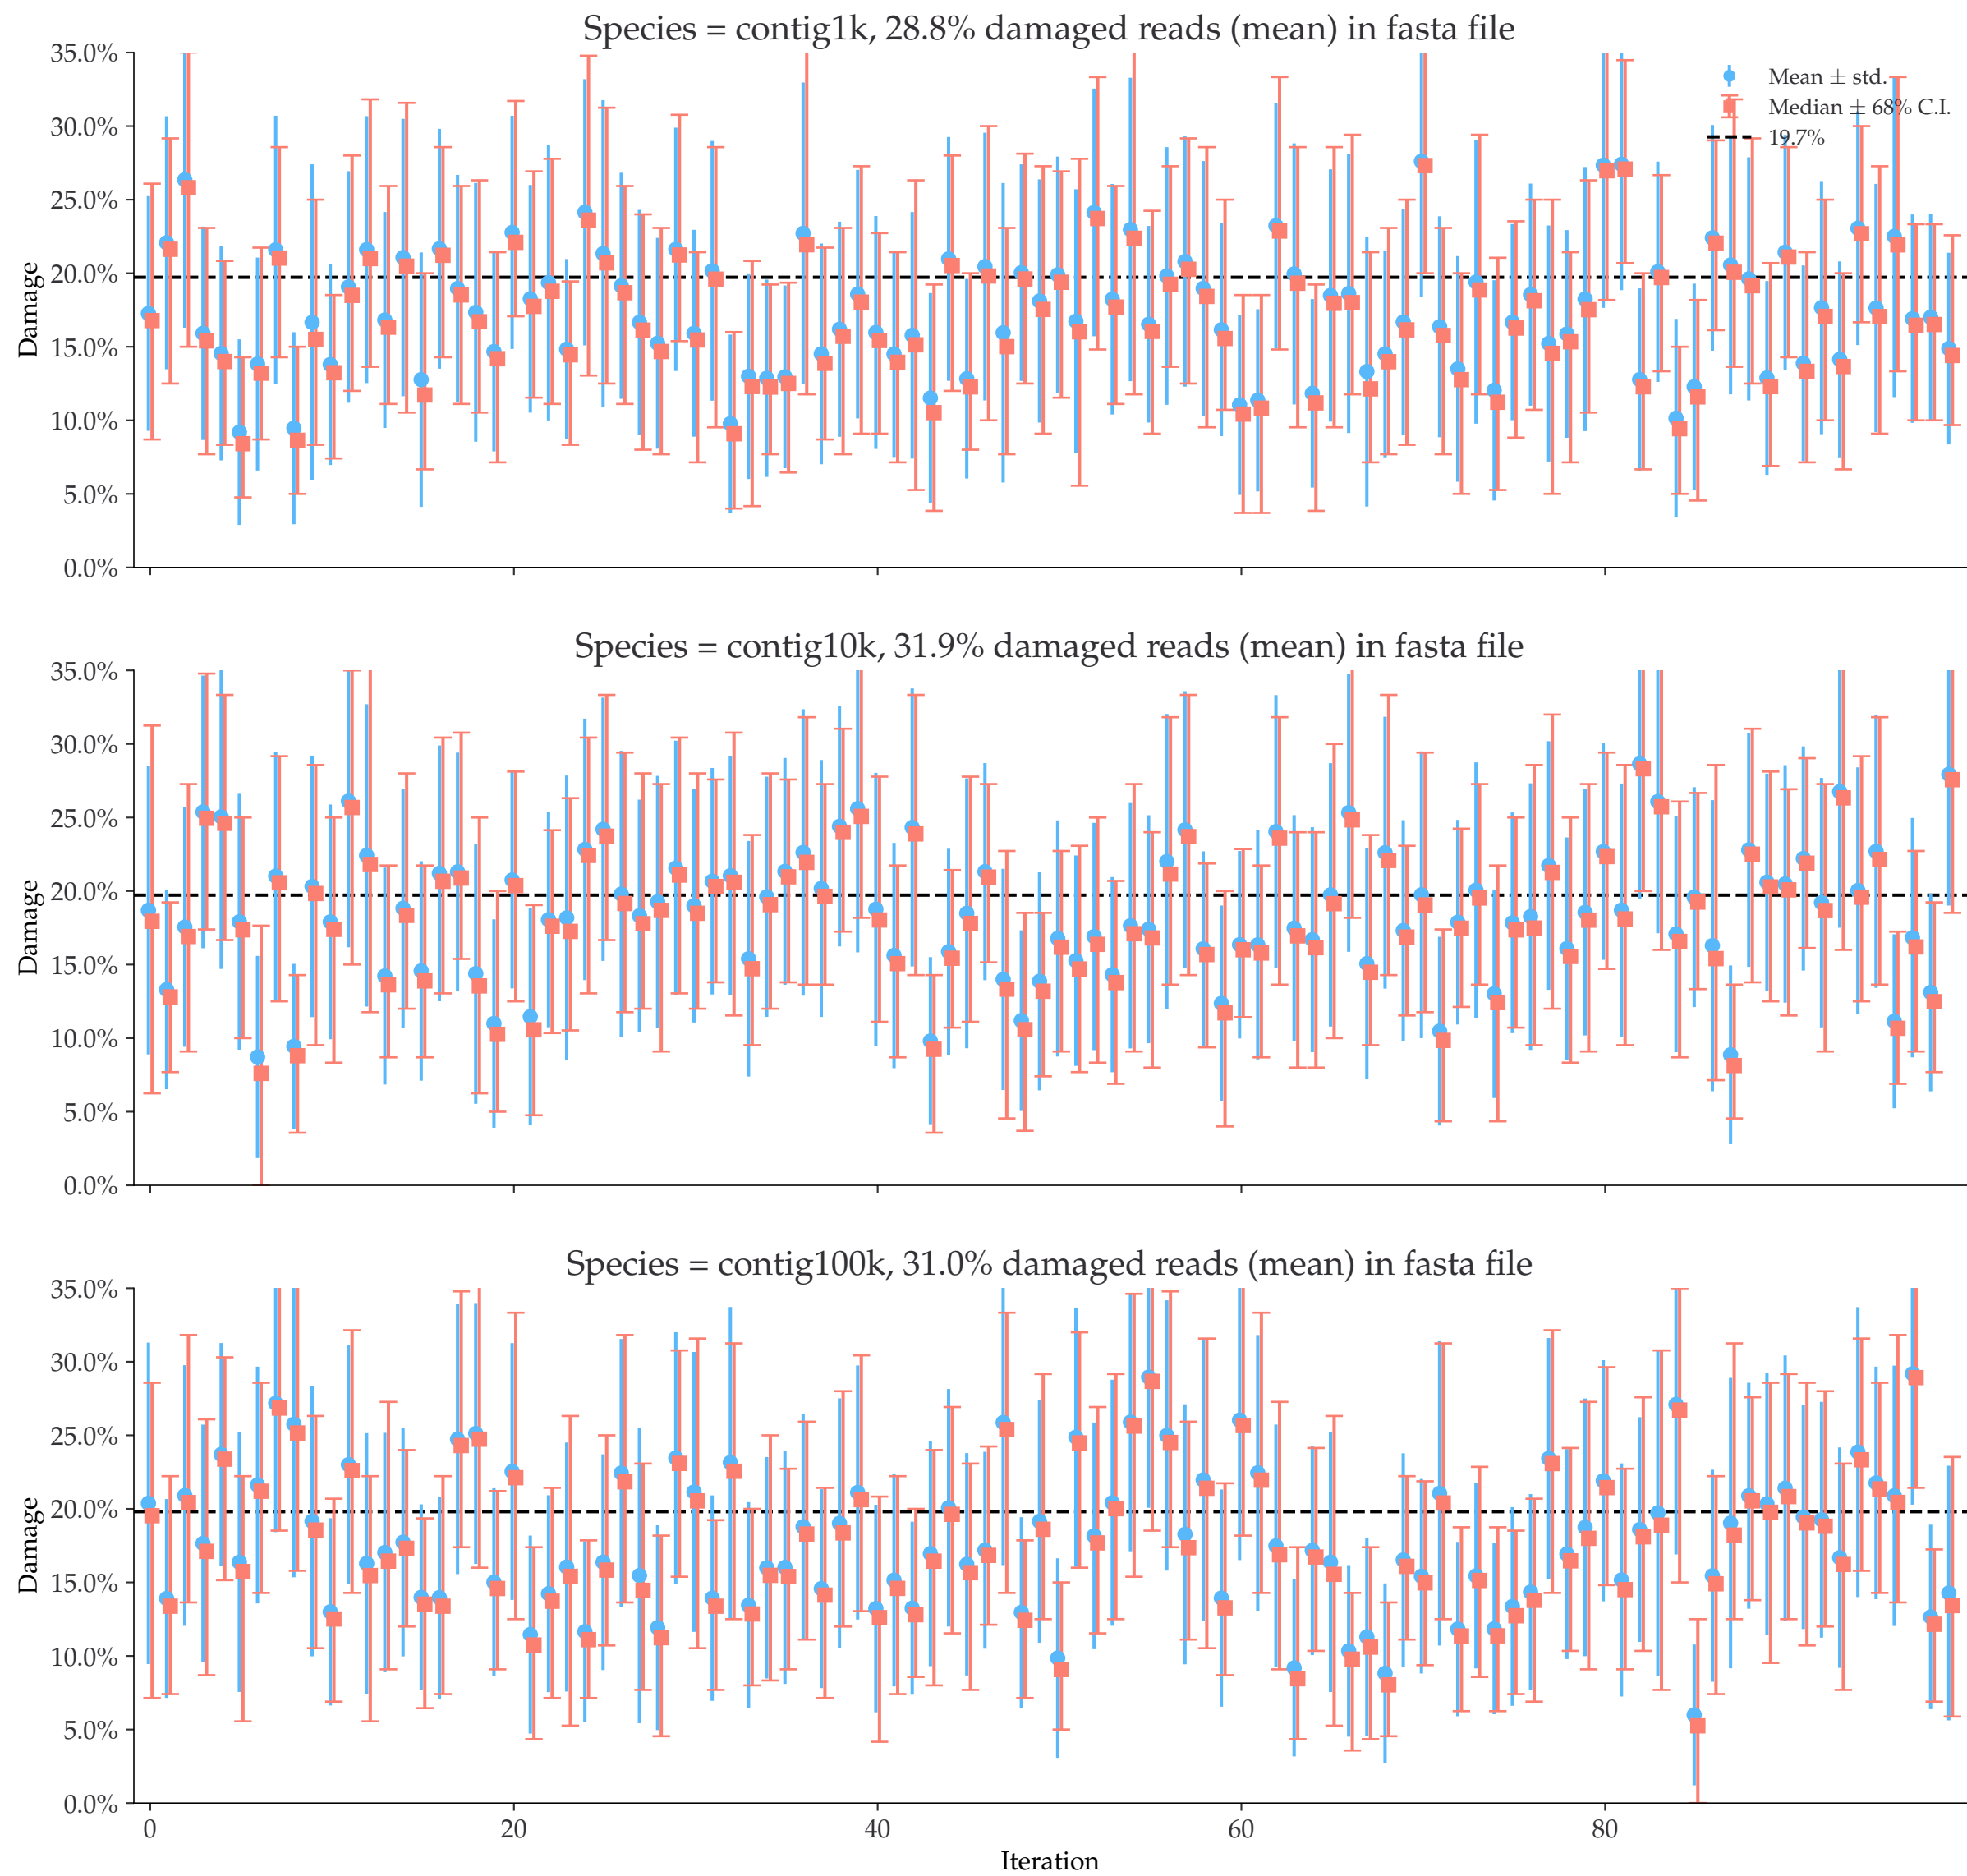 Species = contig1k, 28.8% damaged reads (mean) in fasta file
35.0%
30.0%
25.0%
20.0%
15.0%
10.0%
5.0%
0.0%
Damage
Mean ± std.
Median ± 68% C.I.
19.7%
Species = contig10k, 31.9% damaged reads (mean) in fasta file
35.0%
30.0%
25.0%
20.0%
15.0%
10.0%
5.0%
0.0%
Damage
Species = contig100k, 31.0% damaged reads (mean) in fasta file
35.0%
30.0%
25.0%
20.0%
15.0%
10.0%
5.0%
0.0%
Damage
0 20 40 60 80
Iteration